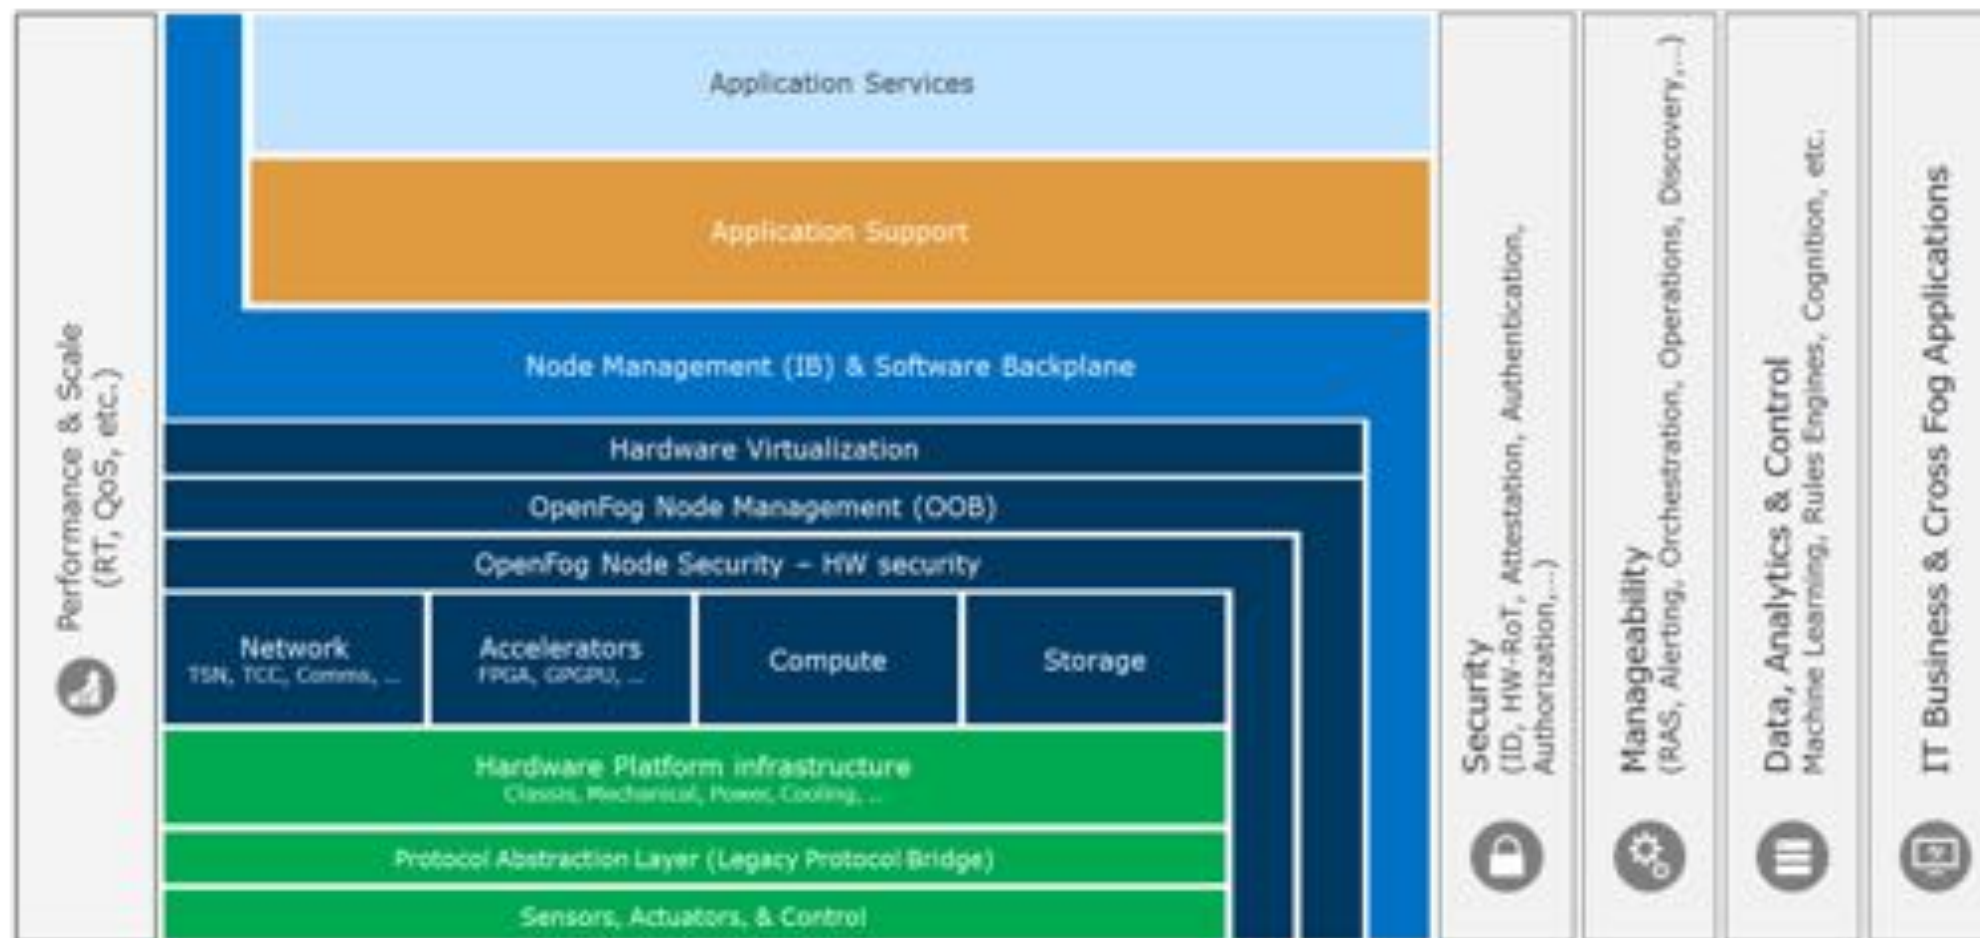 Performance & Scale
(RT, QoS, etc.)
Application Services
Application Support
Node Management (IB) & Software Backplane
Hardware Virtualization
OpenFog Node Management (OOB)
OpenFog Node Security – HW security
Network
TSN, TCC, Comms, ...
Accelerators
FPGA, GPGPU, ...
Compute
Storage
Hardware Platform infrastructure
Classis, Mechanical, Power, Cooling, ...
Protocol Abstraction Layer (Legacy Protocol Bridge)
Sensors, Actuators, & Control
Security
(ID, HW-RoT, Attestation, Authentication,
Authorization,...)
Manageability
(RAS, Alerting, Orchestration, Operations, Discovery,...)
Data, Analytics & Control
Machine Learning, Rules Engines, Cognition, etc.
IT Business & Cross Fog Applications